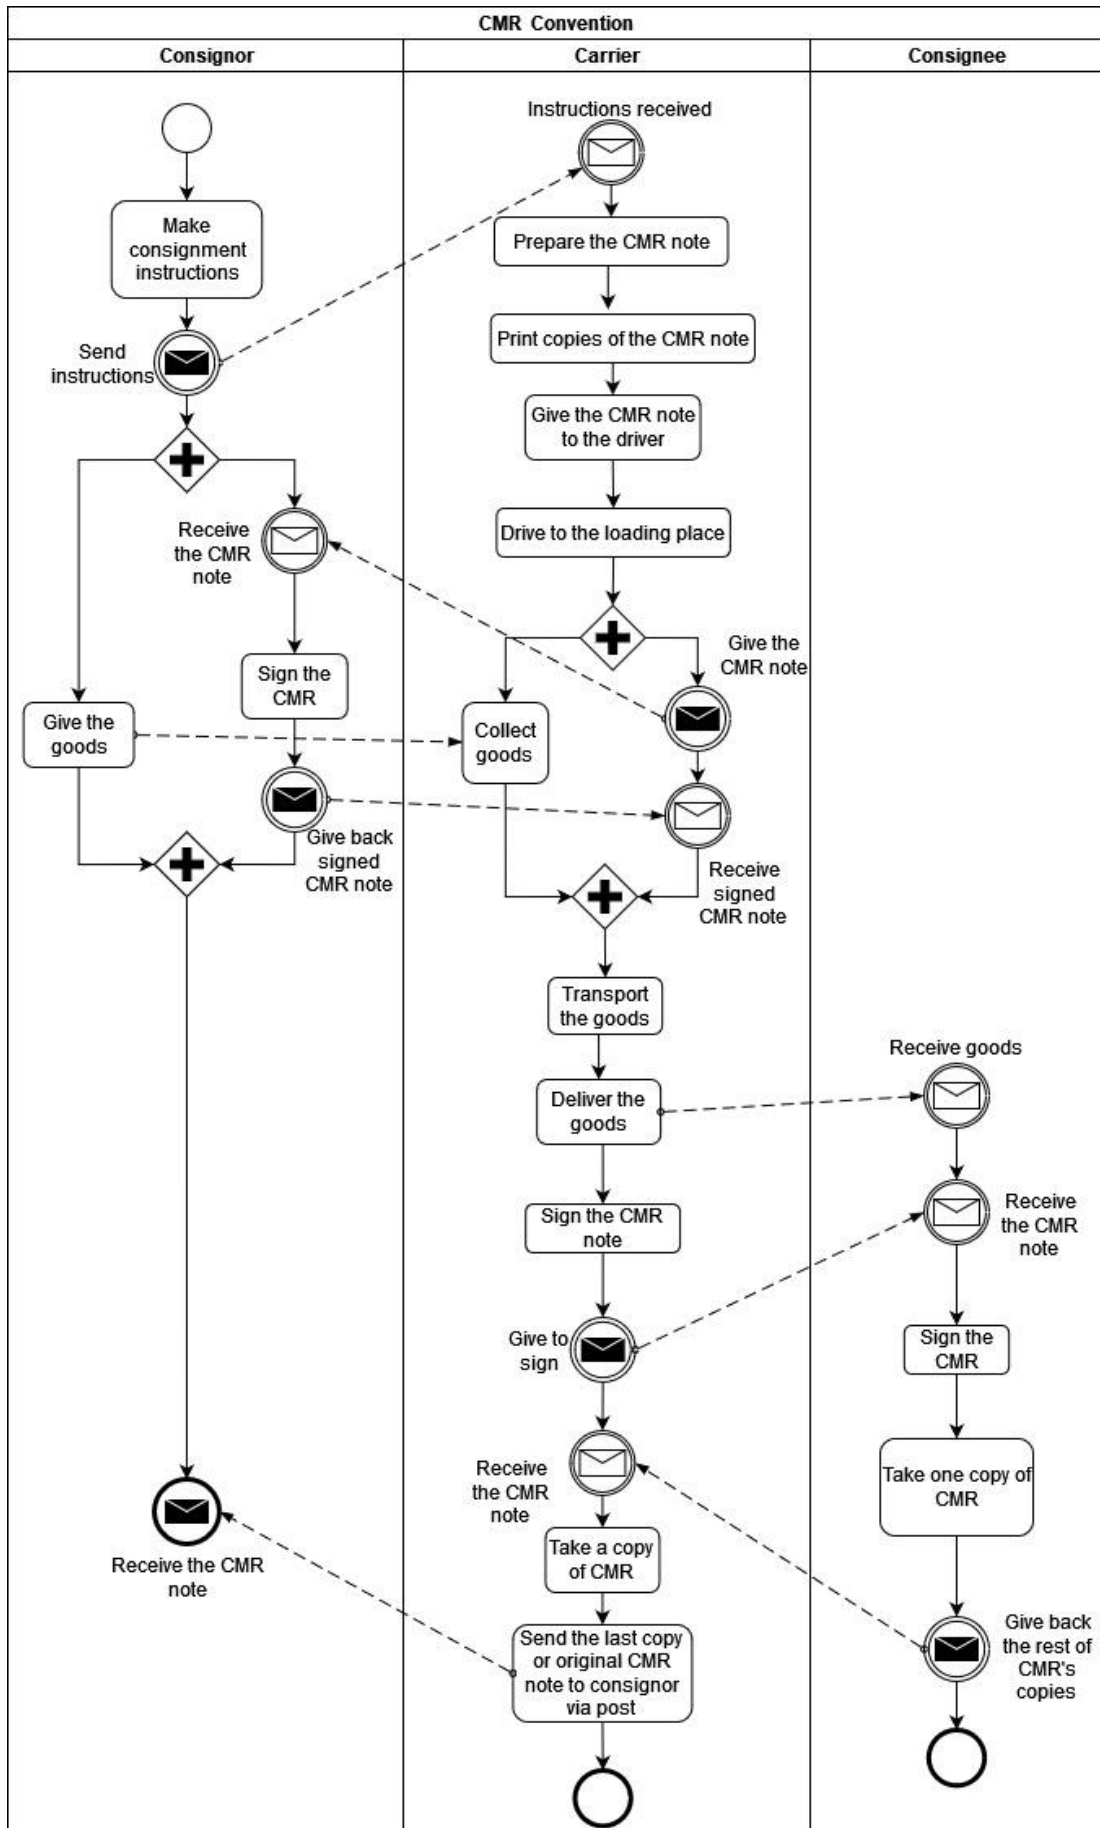 CMR Convention
Consignor
Carrier
Consignee
Instructions received
Make
consignment
instructions
Prepare the CMR note
Send
instructions
Print copies of the CMR note
Give the CMR note
to the driver
Receive
the CMR
note
Drive to the loading place
Give the
CMR note
Sign the
CMR
Give the
goods
Collect
goods
Give back
signed
CMR note
Receive
signed
CMR note
Transport
the goods
Receive goods
Deliver the
goods
Receive
the CMR
note
Sign the CMR
note
Give to
sign
Sign the
CMR
Take one copy of
CMR
Receive
the CMR
note
Receive the CMR
note
Take a copy
of CMR
Send the last copy
or original CMR
note to consignor
via post
Give back
the rest of
CMR's
copies